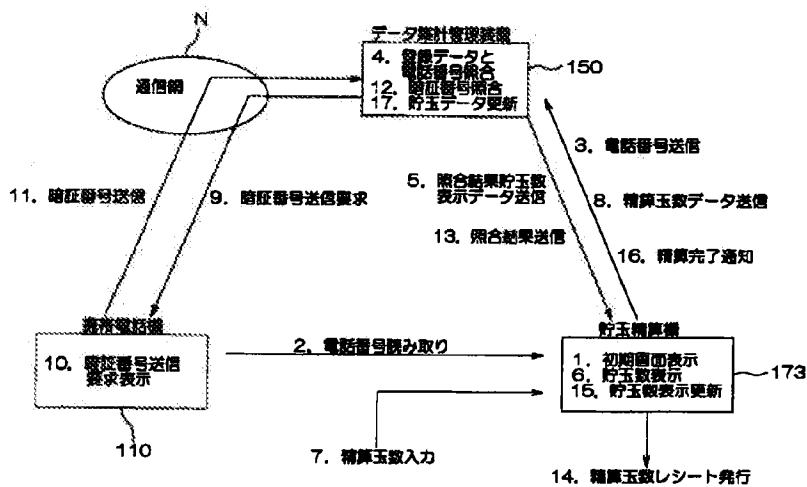 N
データ集計管理装置
4. 登録データと
電話番号照合
12. 暗証番号照合
17. 貯玉データ更新
150
通信網
3. 電話番号送信
5. 照合結果貯玉数
表示データ送信
8. 精算玉数データ送信
11. 暗証番号送信
9. 暗証番号送信要求
13. 照合結果送信
16. 精算完了通知
携帯電話機
10. 暗証番号送信
要求表示
110
2. 電話番号読み取り
貯玉精算機
1. 初期画面表示
6. 貯玉数表示
15. 貯玉数表示更新
173
7. 精算玉数入力
14. 精算玉数レシート発行